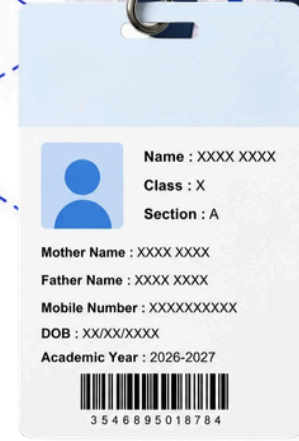 Name : XXXX XXXX
Class : X
Section : A
Mother Name : XXXX XXXX
Father Name : XXXX XXXX
Mobile Number : XXXXXXXXXX
DOB : XX/XX/XXXX
Academic Year : 2026-2027
3546895018784